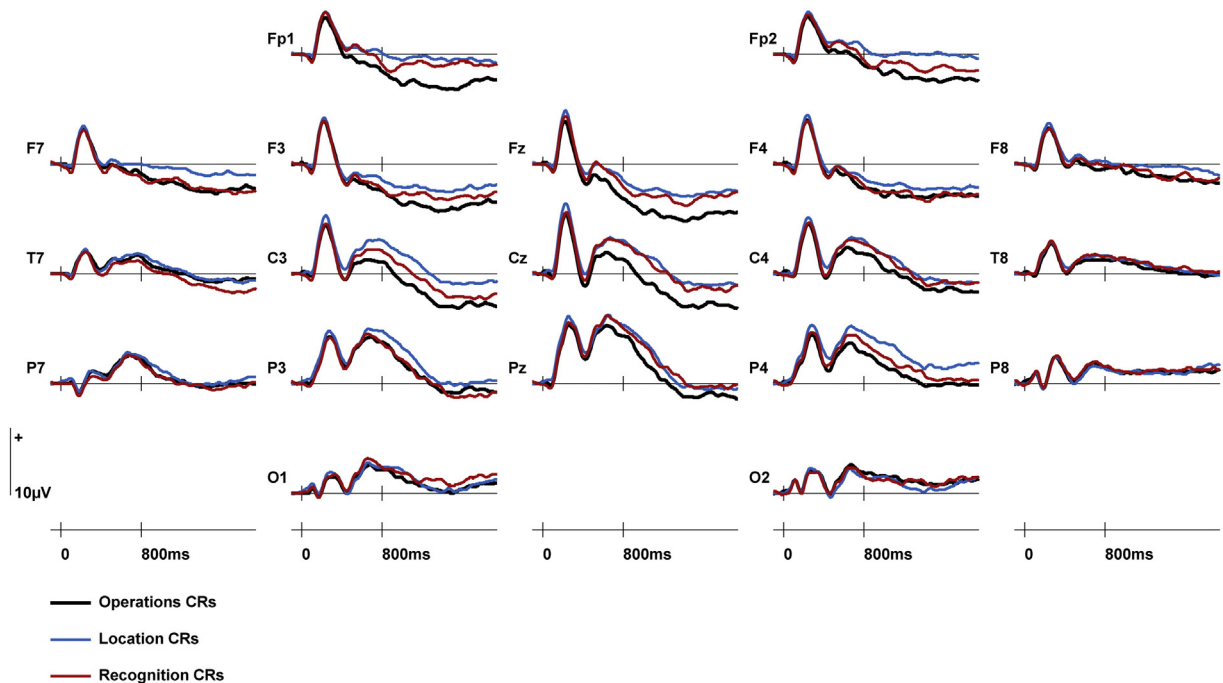 Fp1 Fp2
F7 F3 Fz F4 F8
T7 C3 Cz C4 T8
P7 P3 Pz P4 P8
+
10µV
O1 O2
0 800ms 0 800ms 0 800ms 0 800ms 0 800ms
Operations CRs
Location CRs
Recognition CRs